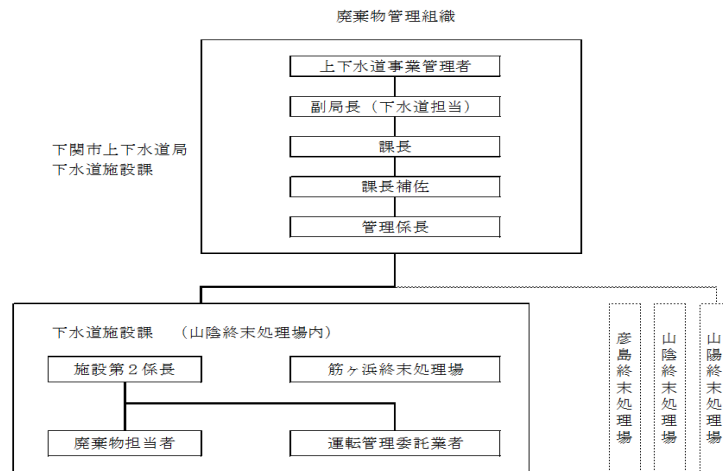 廃棄物管理組織
上下水道事業管理者
副局長（下水道担当）
課長
課長補佐
管理係長
下関市上下水道局
下水道施設課
下水道施設課　（山陰終末処理場内）
施設第２係長
筋ヶ浜終末処理場
廃棄物担当者
運転管理委託業者
彦島終末処理場
山陰終末処理場
山陽終末処理場